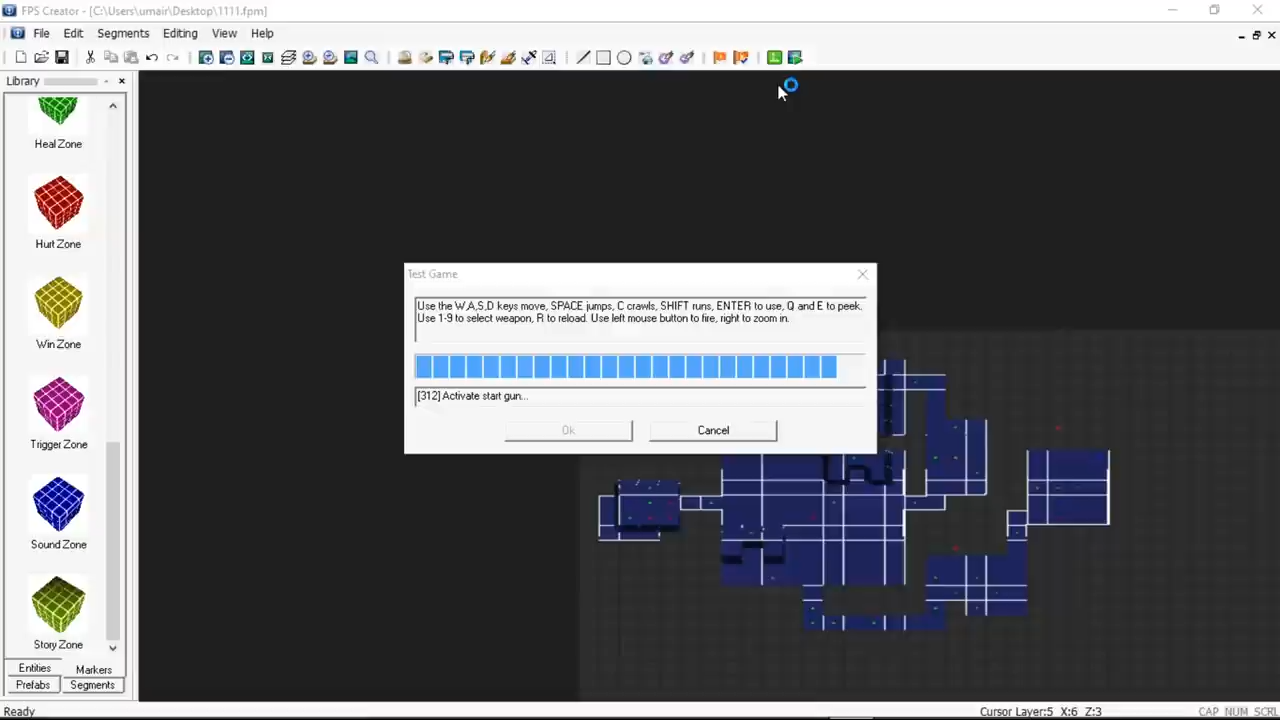 FPS Creator - [C:\Users\umair\Desktop\1111.fpm]
File Edit Segments Editing View Help
Library
Heal Zone
Hurt Zone
Win Zone
Trigger Zone
Sound Zone
Story Zone
Entities Markers
Prefabs Segments
Test Game
Use the W,A,S,D keys move, SPACE jumps, C crawls, SHIFT runs, ENTER to use, Q and E to peek.
Use 1-9 to select weapon, R to reload. Use left mouse button to fire, right to zoom in.
[312] Activate start gun...
Ok Cancel
Ready Cursor Layer:5 X:6 Z:3 CAP NUM SCRL